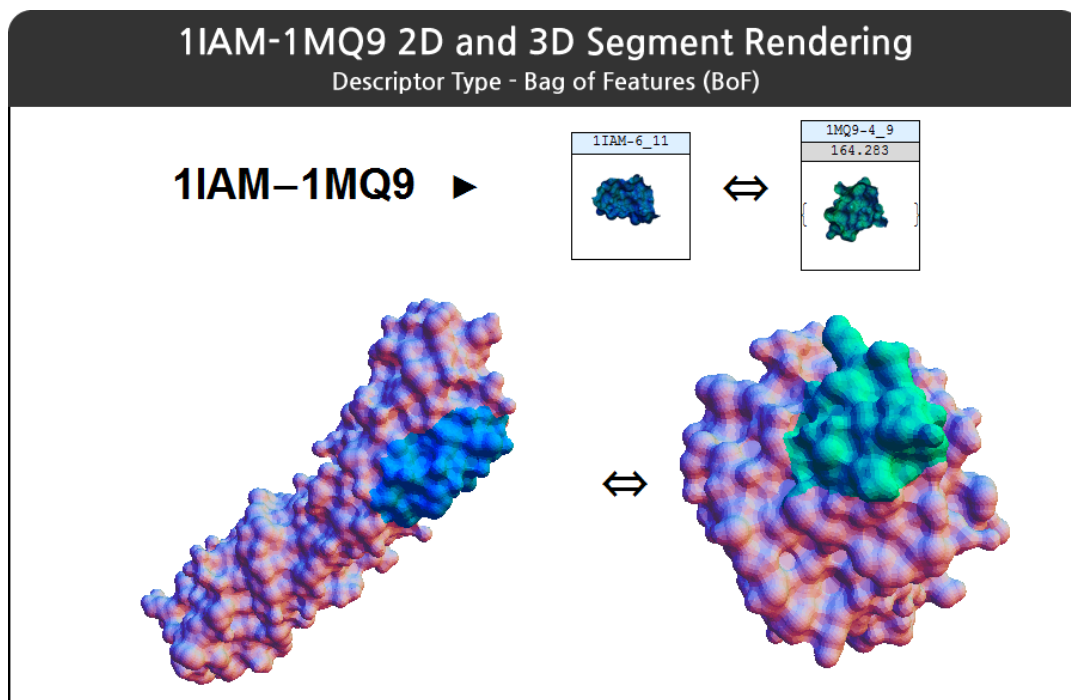 1IAM-1MQ9 2D and 3D Segment Rendering
Descriptor Type - Bag of Features (BoF)
1IAM–1MQ9 ►
1IAM-6_11
⇔
1MQ9-4_9
164.283
{ }
⇔